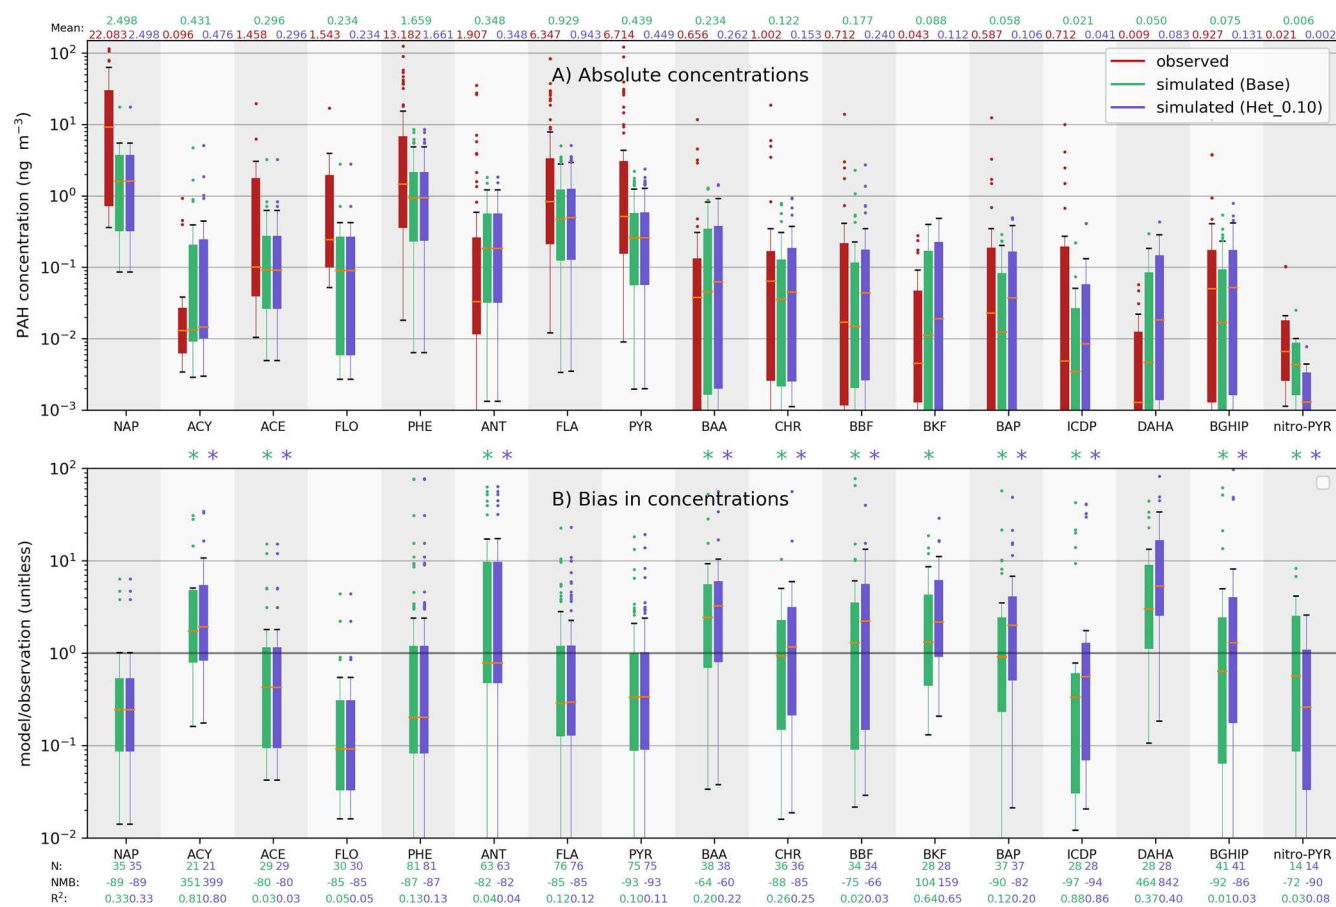 2.498 0.431 0.296 0.234 1.659 0.348 0.929 0.439 0.234 0.122 0.177 0.088 0.058 0.021 0.050 0.075 0.006
Mean: 22.083 2.498 0.096 0.476 1.458 0.296 1.543 0.234 13.182 1.661 1.907 0.348 6.347 0.943 6.714 0.449 0.656 0.262 1.002 0.153 0.712 0.240 0.043 0.112 0.587 0.106 0.712 0.041 0.009 0.083 0.927 0.131 0.021 0.002
A) Absolute concentrations
observed
simulated (Base)
simulated (Het_0.10)
PAH concentration (ng m⁻³)
10²
10¹
10⁰
10⁻¹
10⁻²
10⁻³
NAP ACY ACE FLO PHE ANT FLA PYR BAA CHR BBF BKF BAP ICDP DAHA BGHIP nitro-PYR
* * * * * * * * * * * * * * * * * * * * *
B) Bias in concentrations
model/observation (unitless)
10²
10¹
10⁰
10⁻¹
10⁻²
NAP ACY ACE FLO PHE ANT FLA PYR BAA CHR BBF BKF BAP ICDP DAHA BGHIP nitro-PYR
N: 35 35 21 21 29 29 30 30 81 81 63 63 76 76 75 75 38 38 36 36 34 34 28 28 37 37 28 28 28 28 41 41 14 14
NMB: -89 -89 351 399 -80 -80 -85 -85 -87 -87 -82 -82 -85 -85 -93 -93 -64 -60 -88 -85 -75 -66 104 159 -90 -82 -97 -94 464 842 -92 -86 -72 -90
R²: 0.33 0.33 0.81 0.80 0.03 0.03 0.05 0.05 0.13 0.13 0.04 0.04 0.12 0.12 0.10 0.11 0.20 0.22 0.26 0.25 0.02 0.03 0.64 0.65 0.12 0.20 0.88 0.86 0.37 0.40 0.01 0.03 0.03 0.08